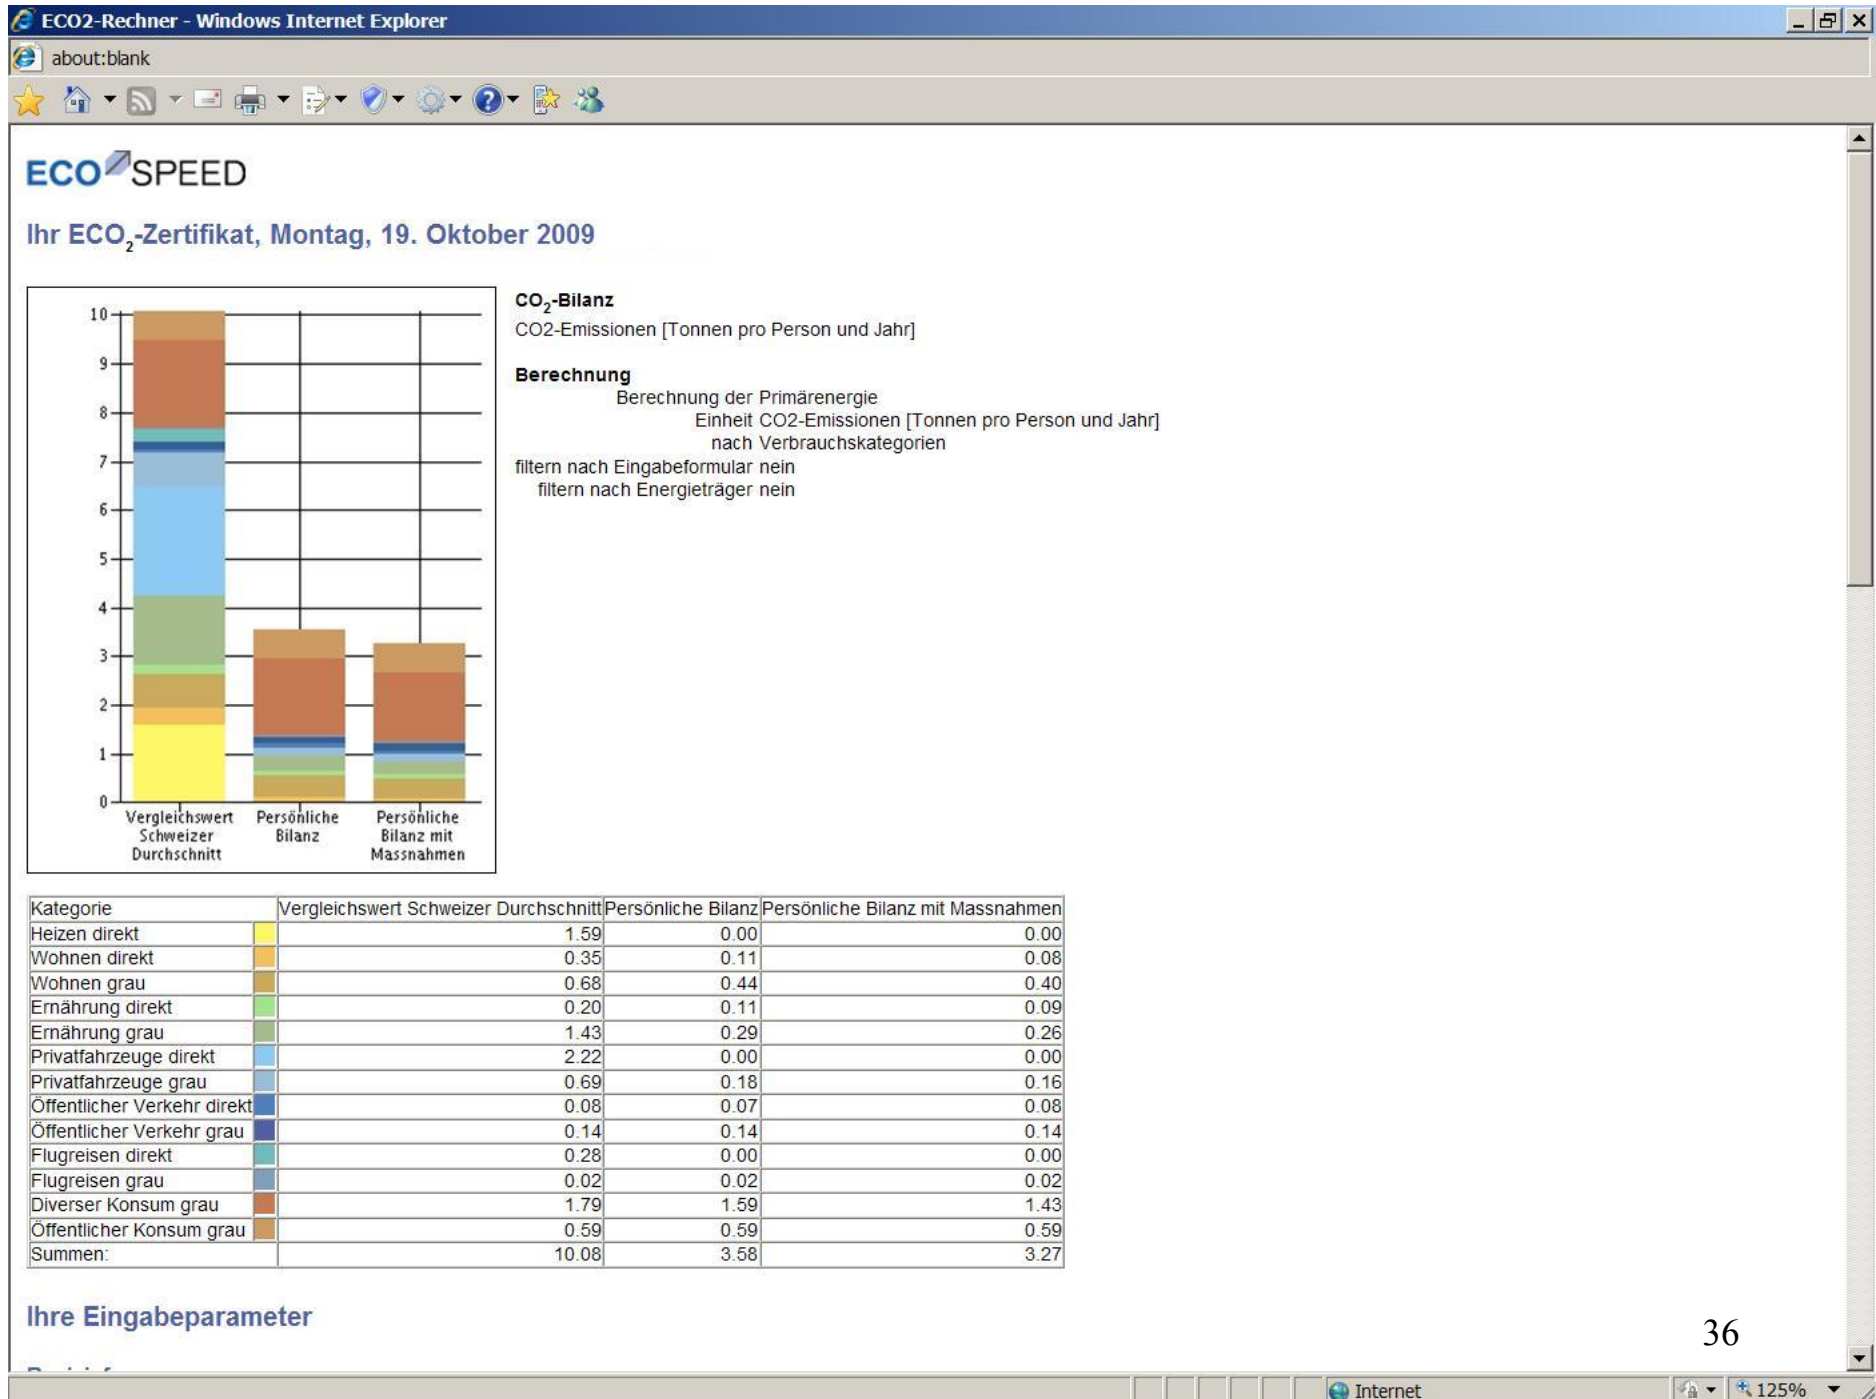 ECO2-Rechner - Windows Internet Explorer
about:blank
ECO SPEED
Ihr ECO2-Zertifikat, Montag, 19. Oktober 2009
10
9
8
7
6
5
4
3
2
1
0
Vergleichswert Schweizer Durchschnitt
Persönliche Bilanz
Persönliche Bilanz mit Massnahmen
CO2-Bilanz
CO2-Emissionen [Tonnen pro Person und Jahr]
Berechnung
Berechnung der Primärenergie
Einheit CO2-Emissionen [Tonnen pro Person und Jahr]
nach Verbrauchskategorien
filtern nach Eingabeformular nein
filtern nach Energieträger nein
Kategorie Vergleichswert Schweizer Durchschnitt Persönliche Bilanz Persönliche Bilanz mit Massnahmen
Heizen direkt 1.59 0.00 0.00
Wohnen direkt 0.35 0.11 0.08
Wohnen grau 0.68 0.44 0.40
Ernährung direkt 0.20 0.11 0.09
Ernährung grau 1.43 0.29 0.26
Privatfahrzeuge direkt 2.22 0.00 0.00
Privatfahrzeuge grau 0.69 0.18 0.16
Öffentlicher Verkehr direkt 0.08 0.07 0.08
Öffentlicher Verkehr grau 0.14 0.14 0.14
Flugreisen direkt 0.28 0.00 0.00
Flugreisen grau 0.02 0.02 0.02
Diverser Konsum grau 1.79 1.59 1.43
Öffentlicher Konsum grau 0.59 0.59 0.59
Summen: 10.08 3.58 3.27
Ihre Eingabeparameter
36
Internet
125%